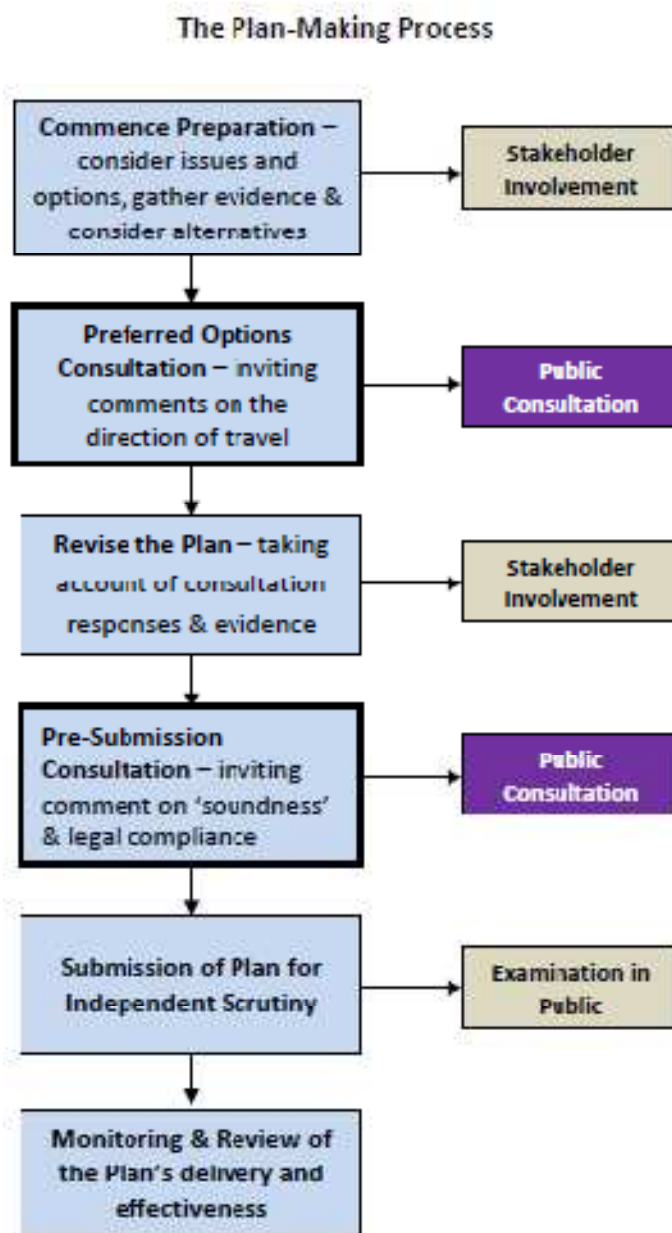 The Plan-Making Process
Commence Preparation –
consider issues and
options, gather evidence &
consider alternatives
Stakeholder
Involvement
Preferred Options
Consultation – inviting
comments on the
direction of travel
Public
Consultation
Revise the Plan – taking
account of consultation
responses & evidence
Stakeholder
Involvement
Pre-Submission
Consultation – inviting
comment on ‘soundness’
& legal compliance
Public
Consultation
Submission of Plan for
Independent Scrutiny
Examination in
Public
Monitoring & Review of
the Plan’s delivery and
effectiveness